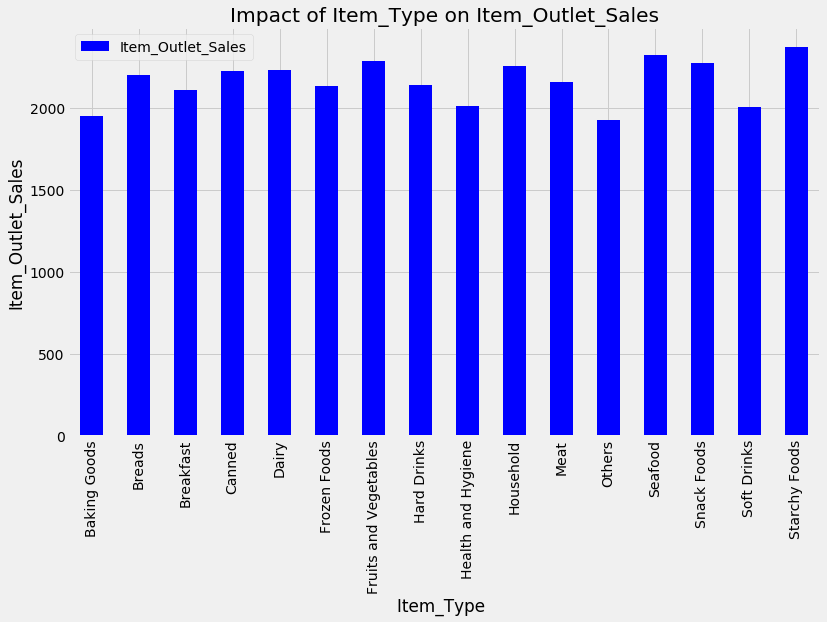 Impact of Item_Type on Item_Outlet_Sales
Item_Outlet_Sales
Item_Outlet_Sales
2000
1500
1000
500
0
Baking Goods
Breads
Breakfast
Canned
Dairy
Frozen Foods
Fruits and Vegetables
Hard Drinks
Health and Hygiene
Household
Meat
Others
Seafood
Snack Foods
Soft Drinks
Starchy Foods
Item_Type